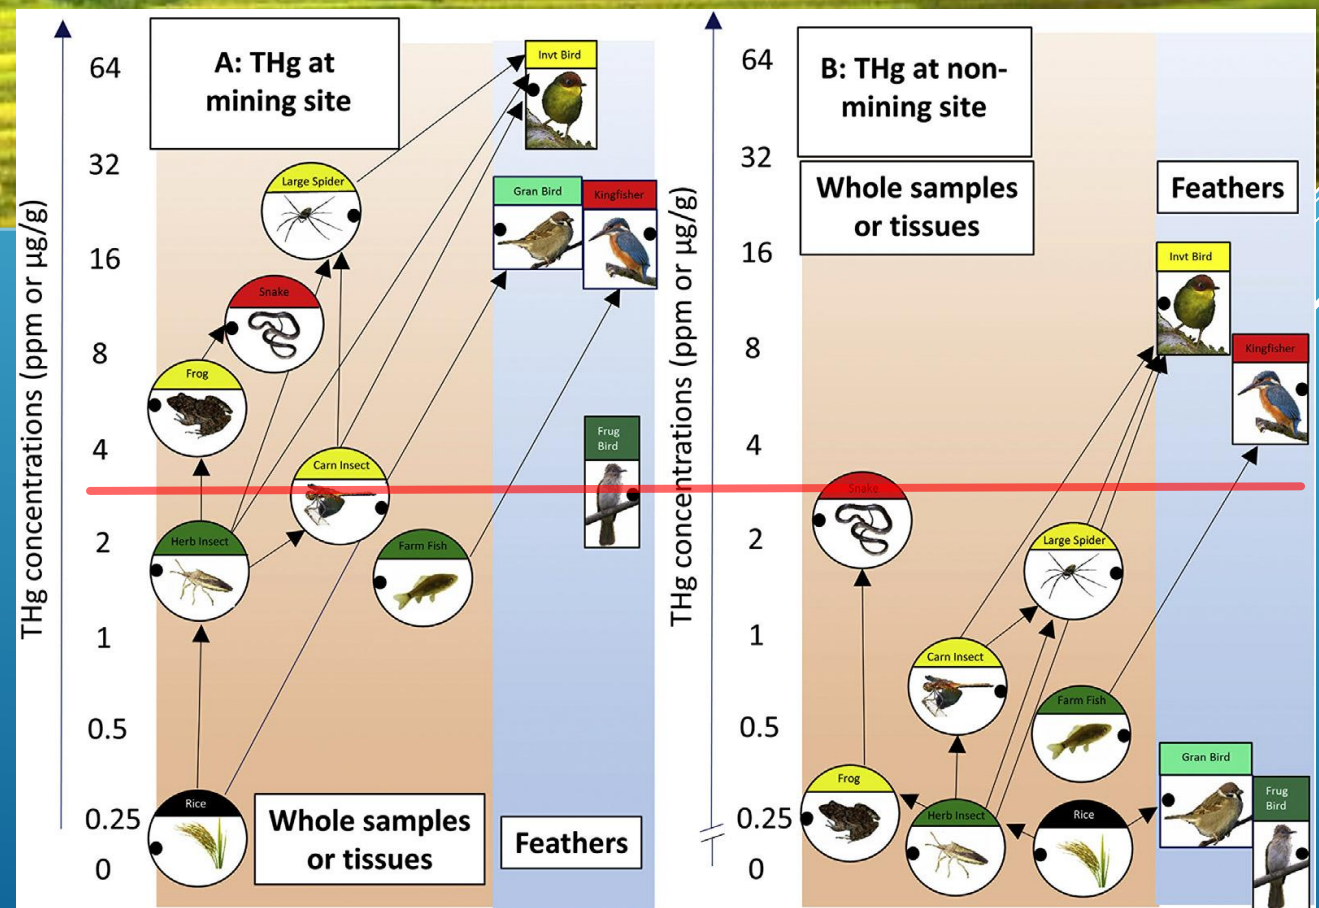 A: THg at
mining site
THg concentrations (ppm or µg/g)
64
32
16
8
4
2
1
0.5
0.25
0
Invt Bird
Large Spider
Gran Bird
Kingfisher
Snake
Frog
Frug
Bird
Carn Insect
Herb Insect
Farm Fish
Rice
Whole samples
or tissues
Feathers
B: THg at non-
mining site
THg concentrations (ppm or µg/g)
64
32
16
8
4
2
1
0.5
0.25
0
Whole samples
or tissues
Feathers
Invt Bird
Kingfisher
Snake
Large Spider
Carn Insect
Farm Fish
Gran Bird
Frog
Frug
Bird
Herb Insect
Rice